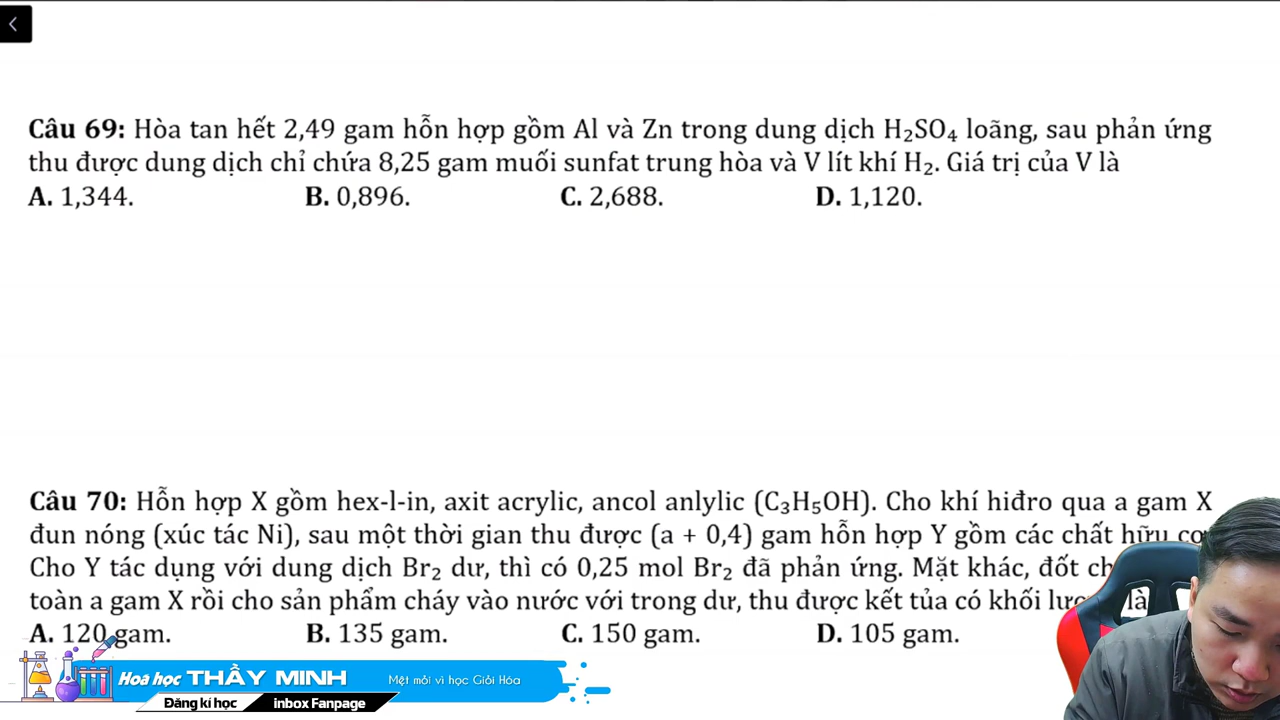 Câu 69: Hòa tan hết 2,49 gam hỗn hợp gồm Al và Zn trong dung dịch H₂SO₄ loãng, sau phản ứng
thu được dung dịch chỉ chứa 8,25 gam muối sunfat trung hòa và V lít khí H₂. Giá trị của V là
A. 1,344. B. 0,896. C. 2,688. D. 1,120.
Câu 70: Hỗn hợp X gồm hex-l-in, axit acrylic, ancol anlylic (C₃H₅OH). Cho khí hiđro qua a gam X
đun nóng (xúc tác Ni), sau một thời gian thu được (a + 0,4) gam hỗn hợp Y gồm các chất hữu
Cho Y tác dụng với dung dịch Br₂ dư, thì có 0,25 mol Br₂ đã phản ứng. Mặt khác, đốt
toàn a gam X rồi cho sản phẩm cháy vào nước vôi trong dư, thu được kết tủa có khối là
A. 120 gam. B. 135 gam. C. 150 gam. D. 105 gam.
Hoá học THẦY MINH Mệt mỏi vì học Giỏi Hóa
Đăng kí học inbox Fanpage